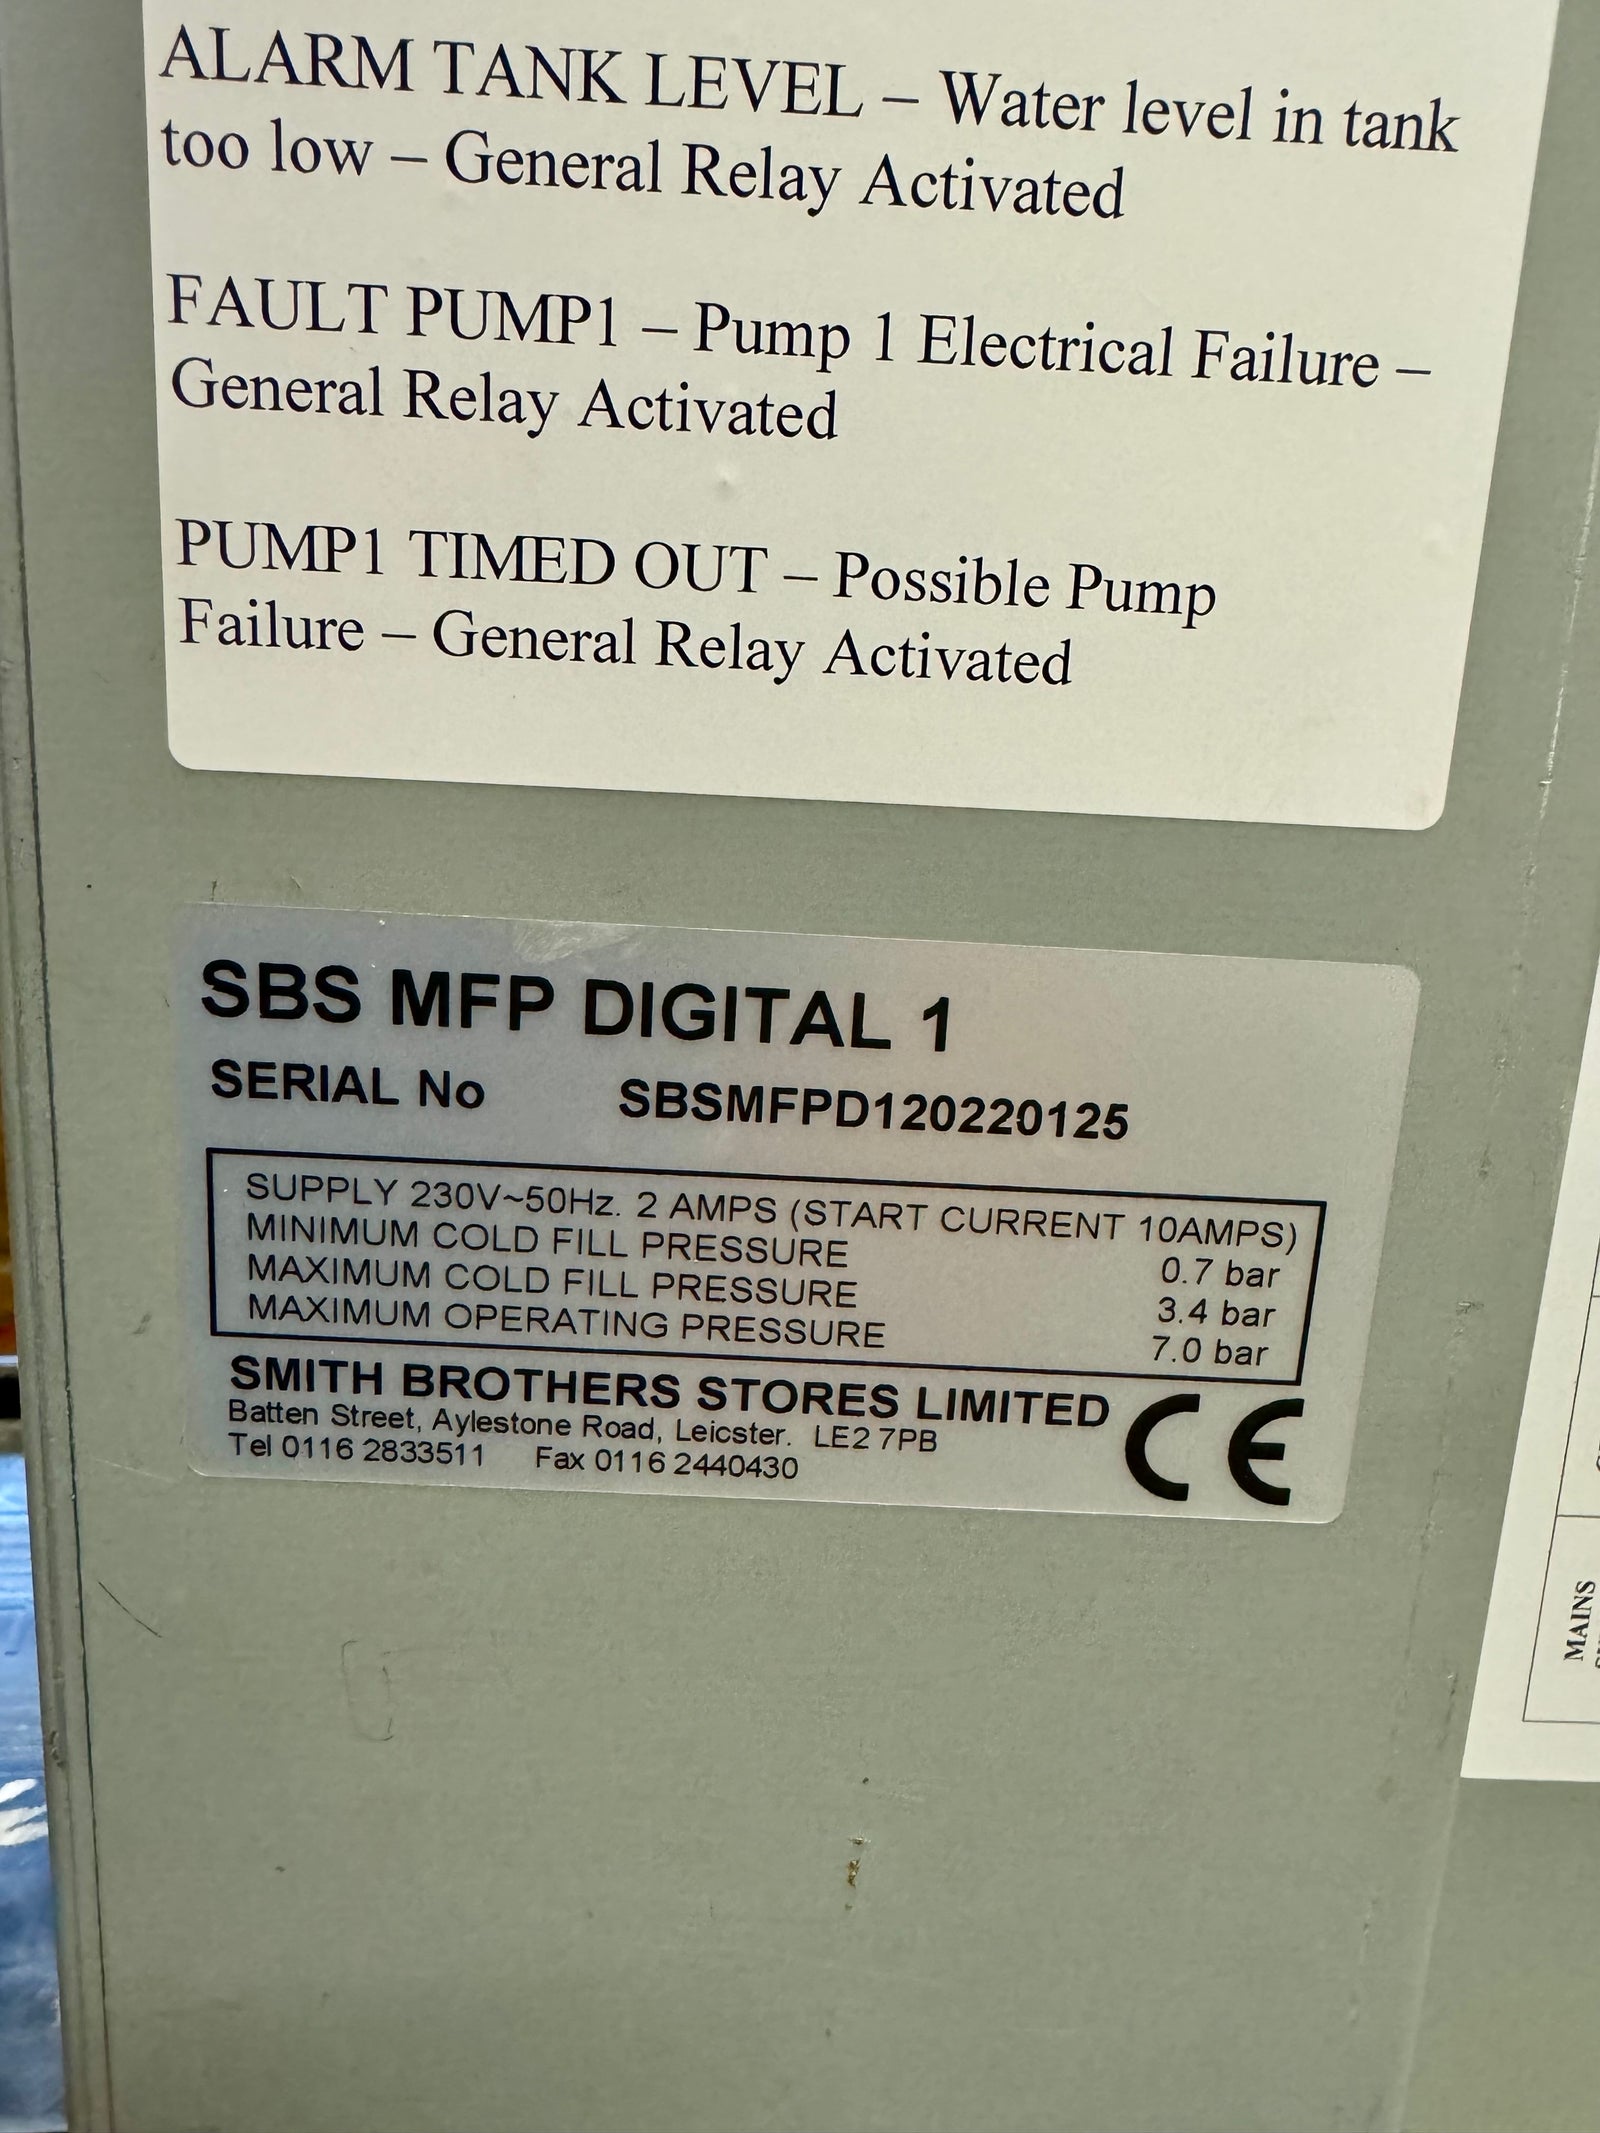 ALARM TANK LEVEL – Water level in tank
too low – General Relay Activated
FAULT PUMP1 – Pump 1 Electrical Failure –
General Relay Activated
PUMP1 TIMED OUT – Possible Pump
Failure – General Relay Activated
SBS MFP DIGITAL 1
SERIAL No SBSMFPD120220125
SUPPLY 230V~50Hz. 2 AMPS (START CURRENT 10AMPS)
MINIMUM COLD FILL PRESSURE 0.7 bar
MAXIMUM COLD FILL PRESSURE 3.4 bar
MAXIMUM OPERATING PRESSURE 7.0 bar
SMITH BROTHERS STORES LIMITED
Batten Street, Aylestone Road, Leicster. LE2 7PB
Tel 0116 2833511 Fax 0116 2440430
CE
MAINS